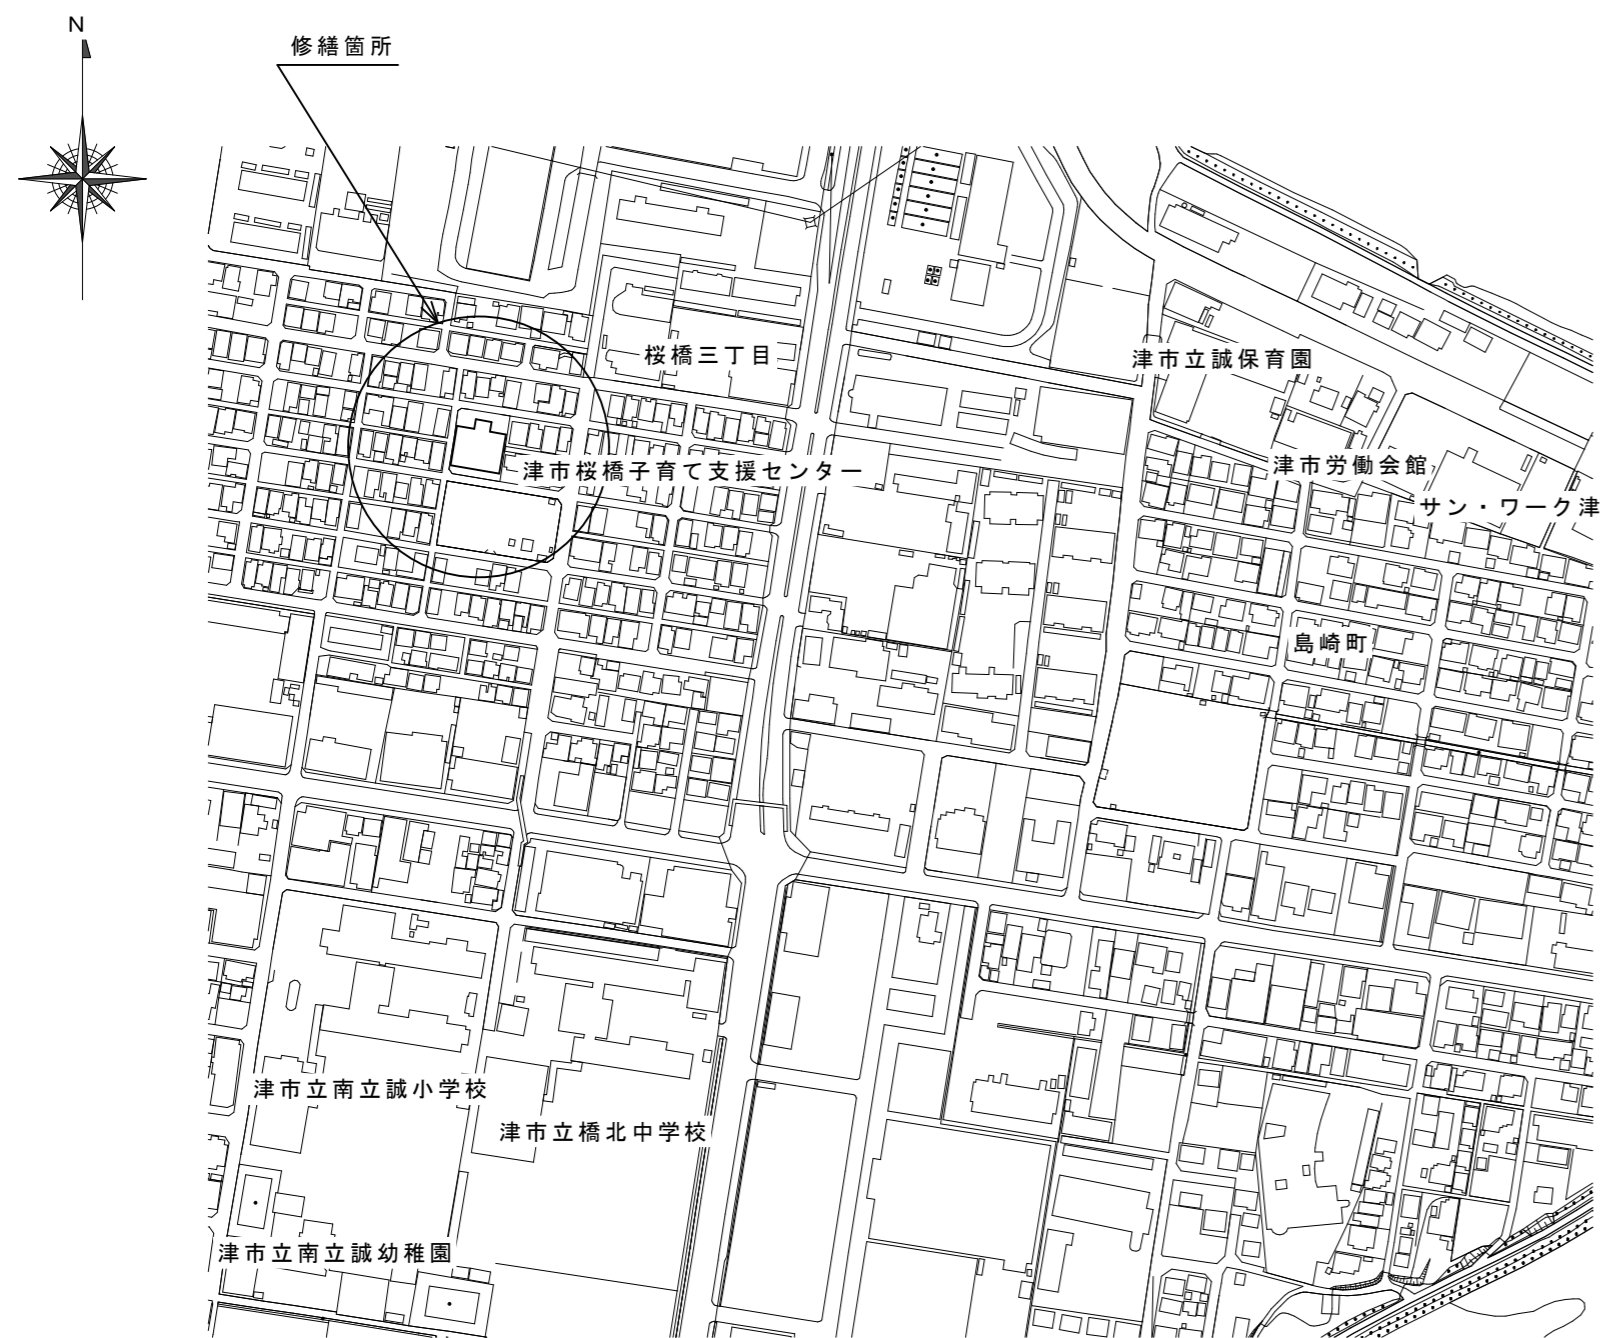 N
修繕箇所
桜橋三丁目
津市立誠保育園
津市桜橋子育て支援センター
津市労働会館
サン・ワーク津
島崎町
津市立南立誠小学校
津市立橋北中学校
津市立南立誠幼稚園